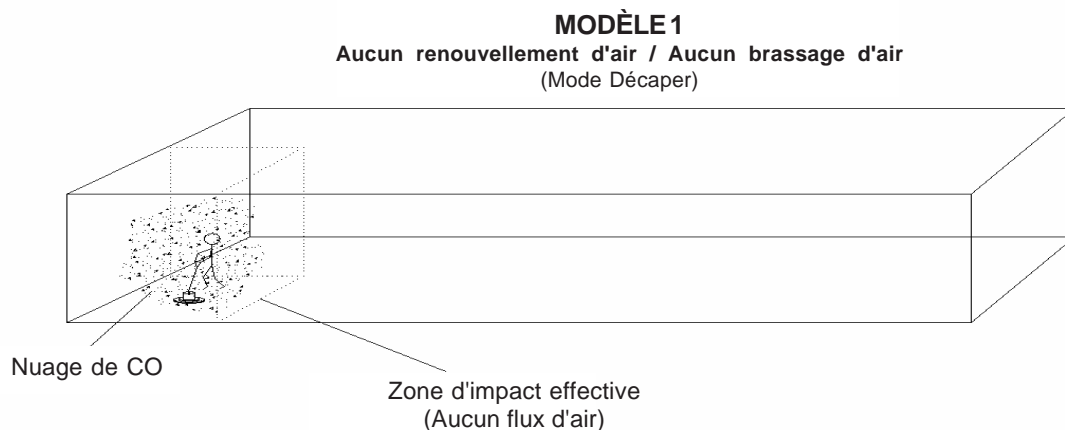 MODÈLE 1
Aucun renouvellement d'air / Aucun brassage d'air
(Mode Décaper)
Nuage de CO
Zone d'impact effective
(Aucun flux d'air)